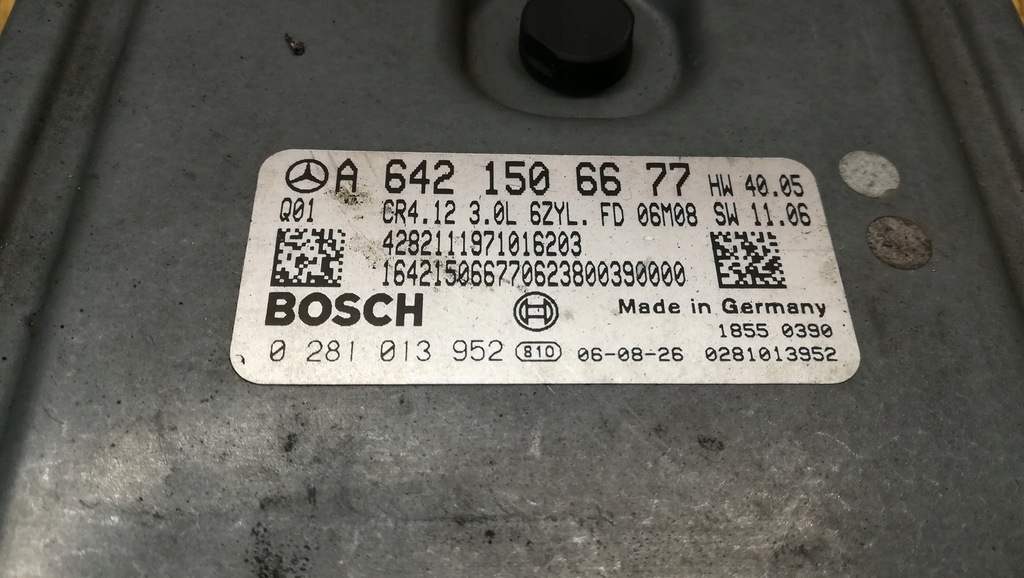 A 642 150 66 77 HW 40.05
Q01 CR4.12 3.0L 6ZYL. FD 06M08 SW 11.06
4282111971016203
164215066770623800390000
BOSCH Made in Germany
1855 0390
0 281 013 952 810 06-08-26 0281013952